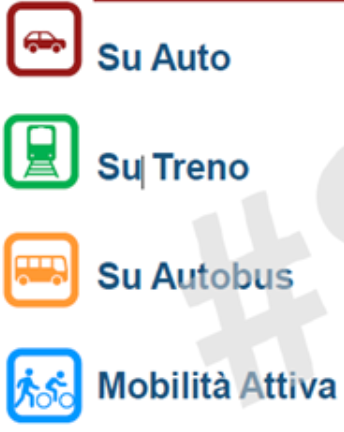 Su Auto
Su Treno
Su Autobus
Mobilità Attiva